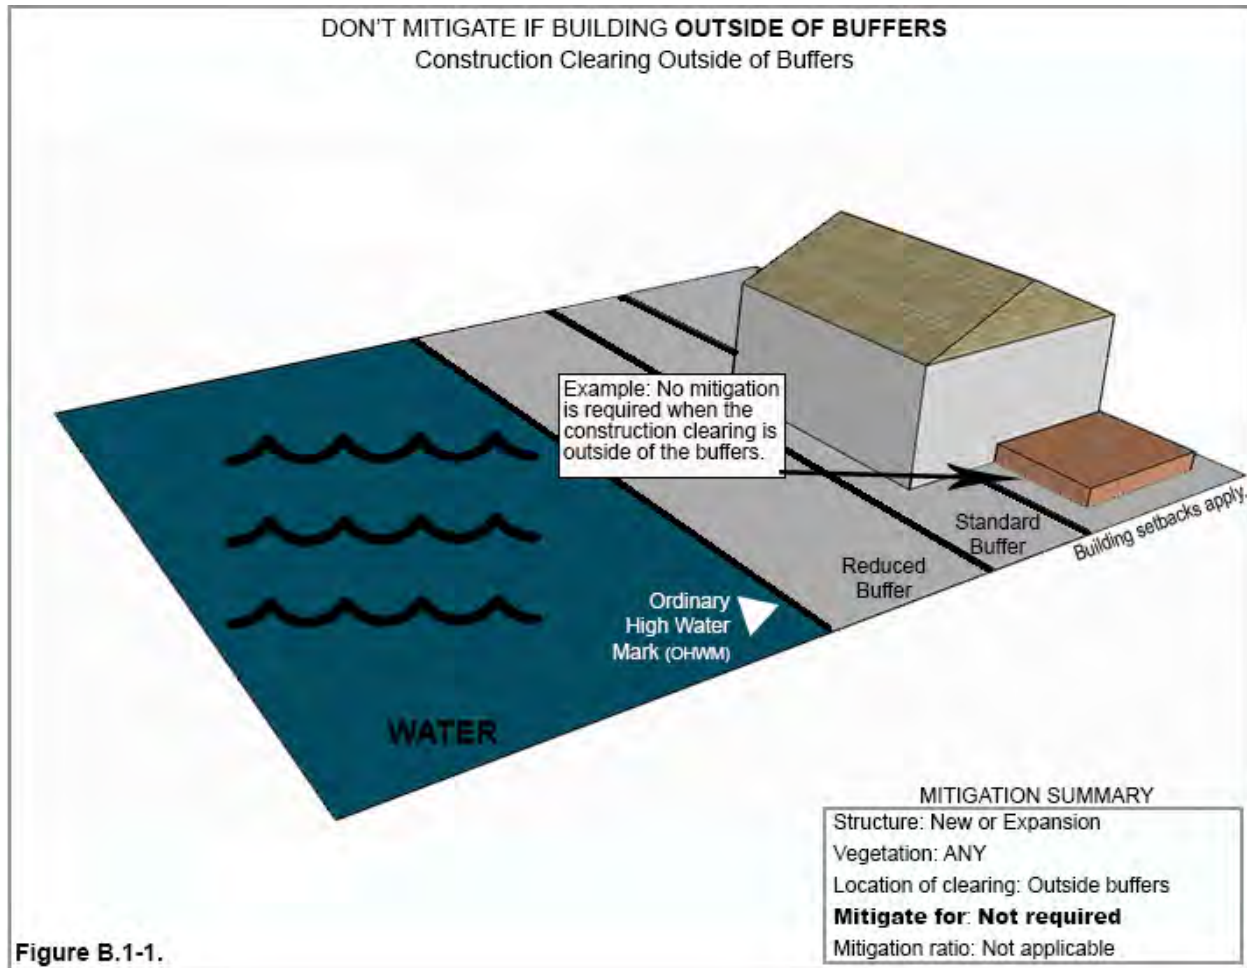 DON'T MITIGATE IF BUILDING OUTSIDE OF BUFFERS
Construction Clearing Outside of Buffers
Example: No mitigation
is required when the
construction clearing is
outside of the buffers.
Standard
Buffer
Building setbacks apply.
Reduced
Buffer
Ordinary
High Water
Mark (OHWM)
WATER
MITIGATION SUMMARY
Structure: New or Expansion
Vegetation: ANY
Location of clearing: Outside buffers
Mitigate for: Not required
Mitigation ratio: Not applicable
Figure B.1-1.